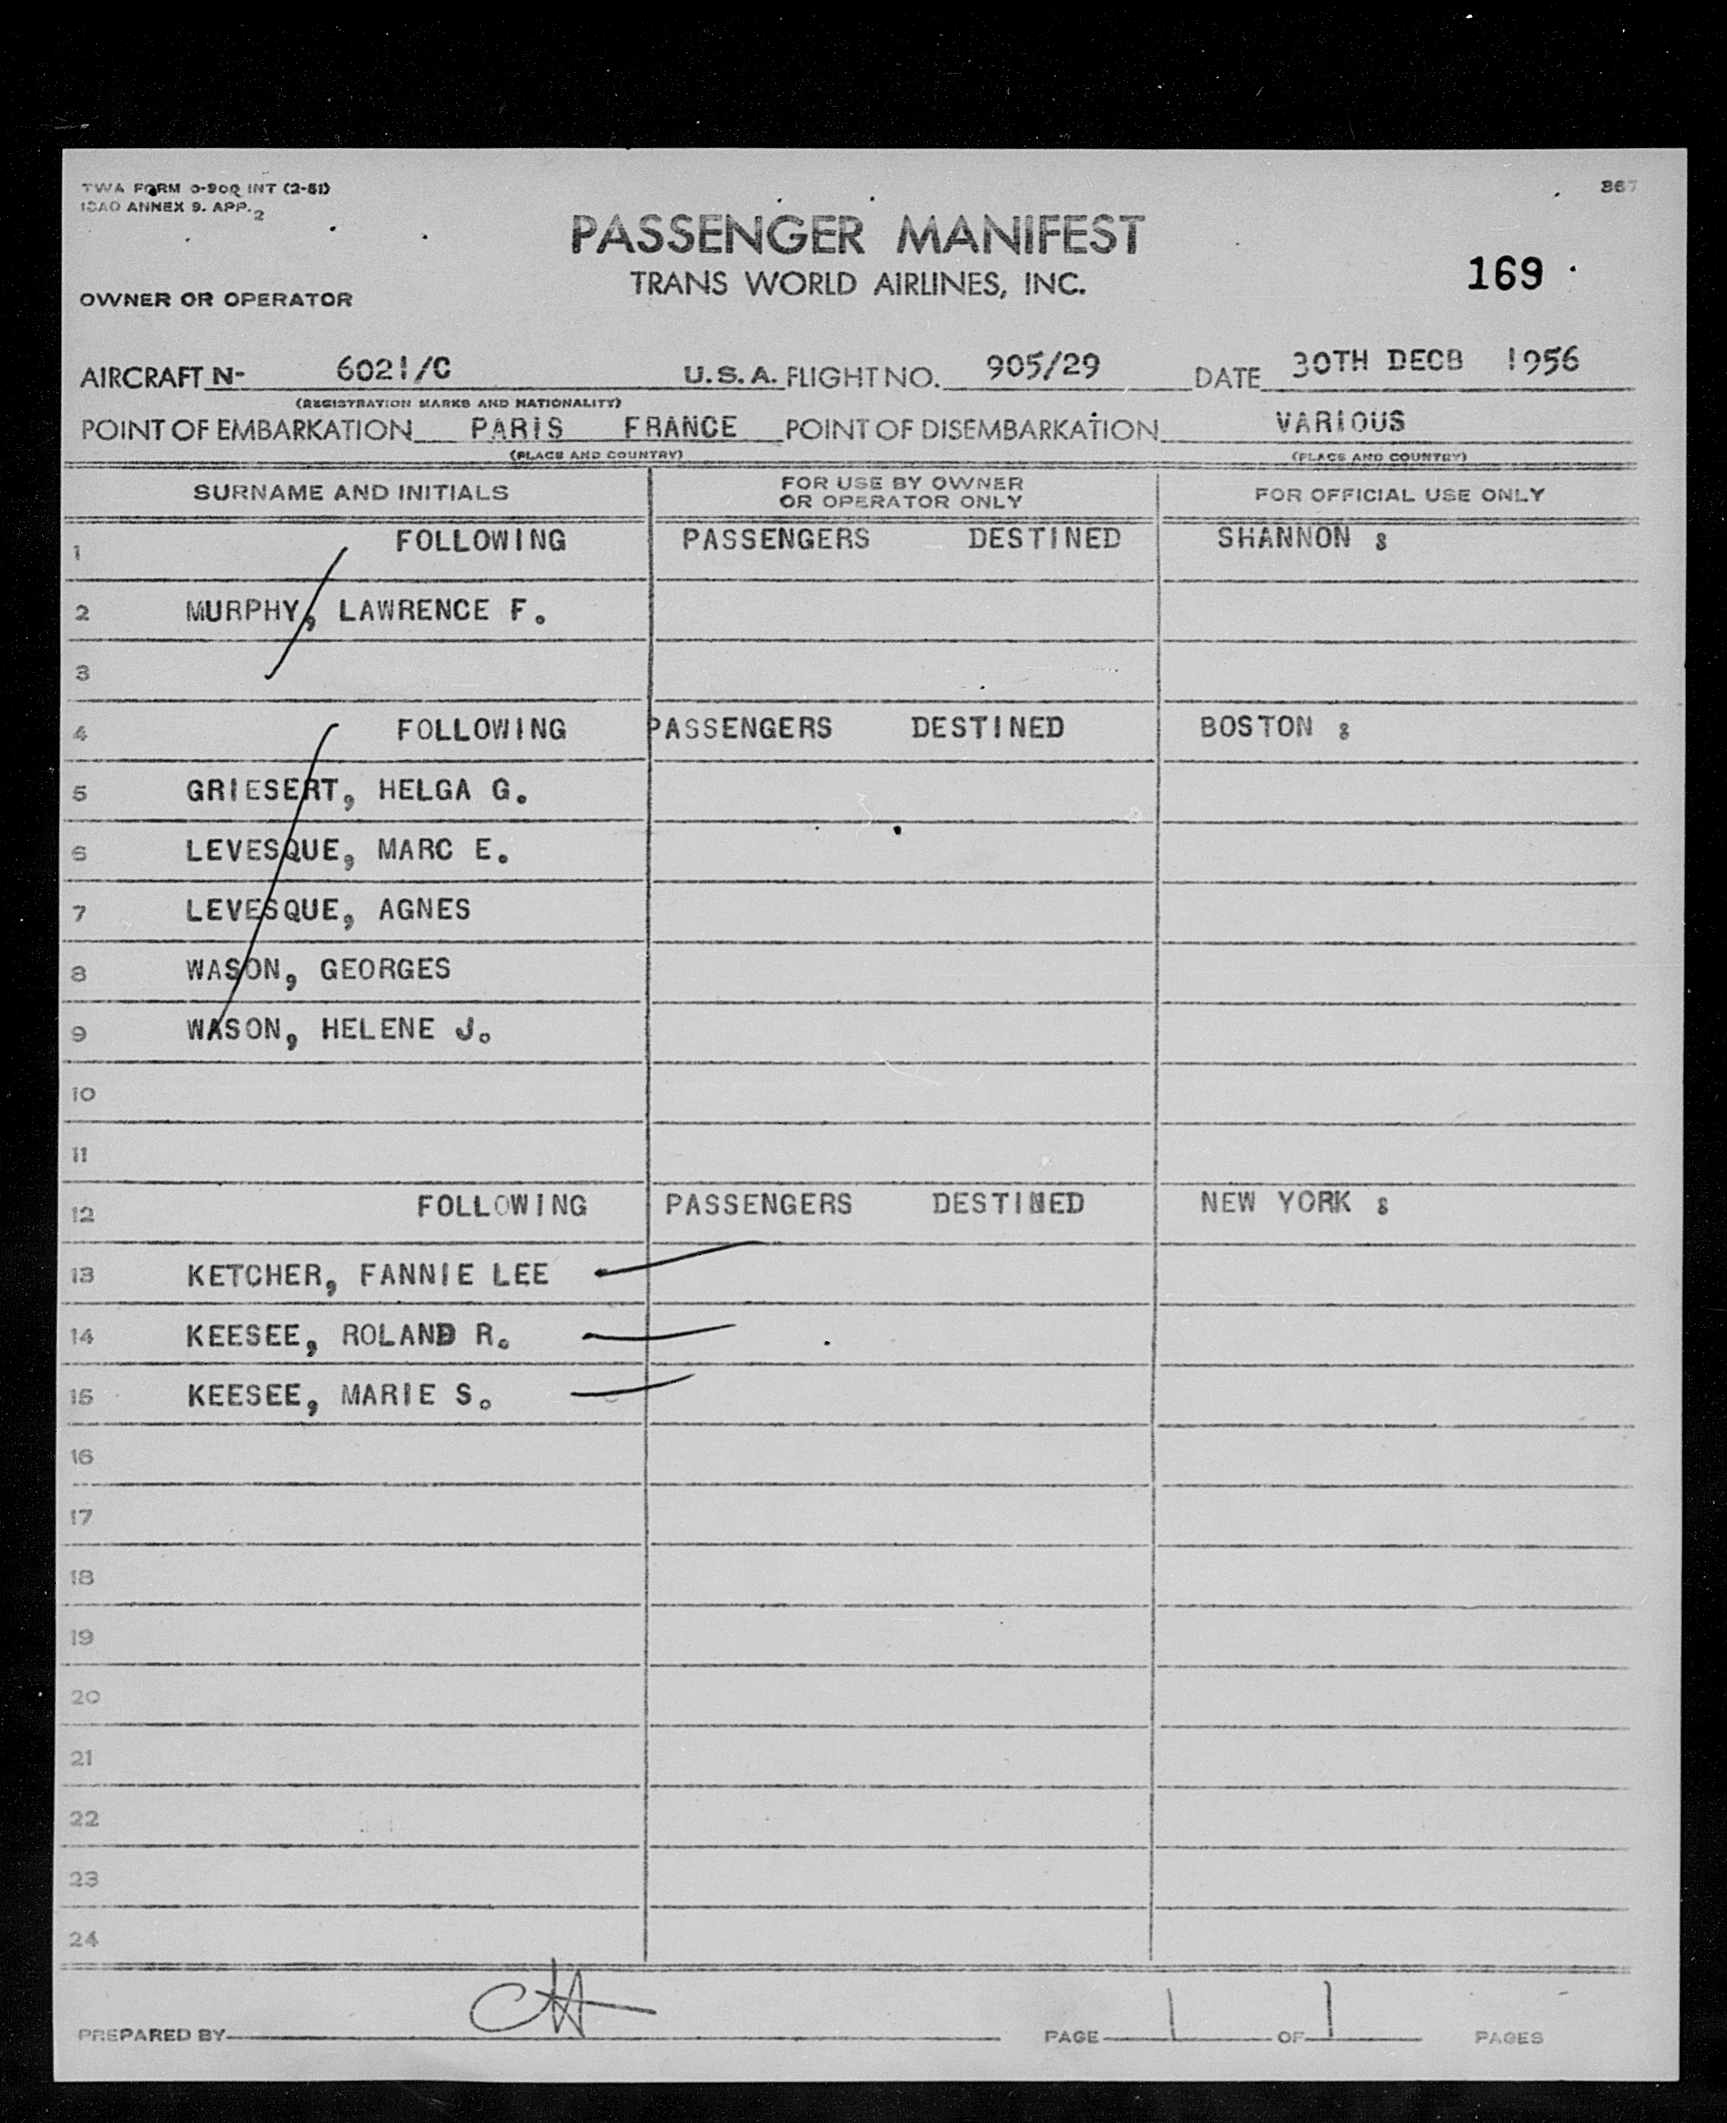 TWA FORM 0-900 INT (2-51) 367
ICAO ANNEX 9. APP. 2
PASSENGER MANIFEST
TRANS WORLD AIRLINES, INC. 169
OWNER OR OPERATOR
AIRCRAFT N- 6021/C U.S.A. FLIGHT NO. 905/29 DATE 30TH DECB 1956
(REGISTRATION MARKS AND NATIONALITY)
POINT OF EMBARKATION PARIS FRANCE POINT OF DISEMBARKATION VARIOUS
(PLACE AND COUNTRY) (PLACE AND COUNTRY)
SURNAME AND INITIALS FOR USE BY OWNER OR OPERATOR ONLY FOR OFFICIAL USE ONLY
1 FOLLOWING PASSENGERS DESTINED SHANNON :
2 MURPHY, LAWRENCE F.
3
4 FOLLOWING PASSENGERS DESTINED BOSTON :
5 GRIESERT, HELGA G.
6 LEVESQUE, MARC E.
7 LEVESQUE, AGNES
8 WASON, GEORGES
9 WASON, HELENE J.
10
11
12 FOLLOWING PASSENGERS DESTINED NEW YORK :
13 KETCHER, FANNIE LEE
14 KEESEE, ROLAND R.
15 KEESEE, MARIE S.
16
17
18
19
20
21
22
23
24
PREPARED BY PAGE 1 OF 1 PAGES